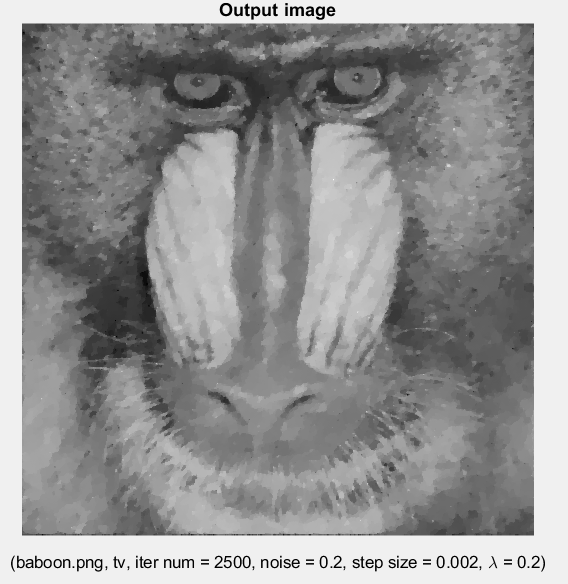 Output image
(baboon.png, tv, iter num = 2500, noise = 0.2, step size = 0.002, λ = 0.2)